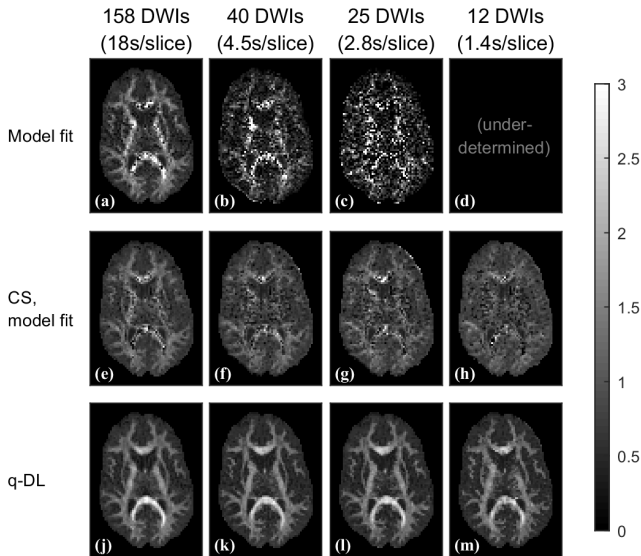 158 DWIs 40 DWIs 25 DWIs 12 DWIs
(18s/slice) (4.5s/slice) (2.8s/slice) (1.4s/slice)
Model fit
(under-
determined)
(a) (b) (c) (d)
CS,
model fit
(e) (f) (g) (h)
q-DL
(j) (k) (l) (m)
3
2.5
2
1.5
1
0.5
0